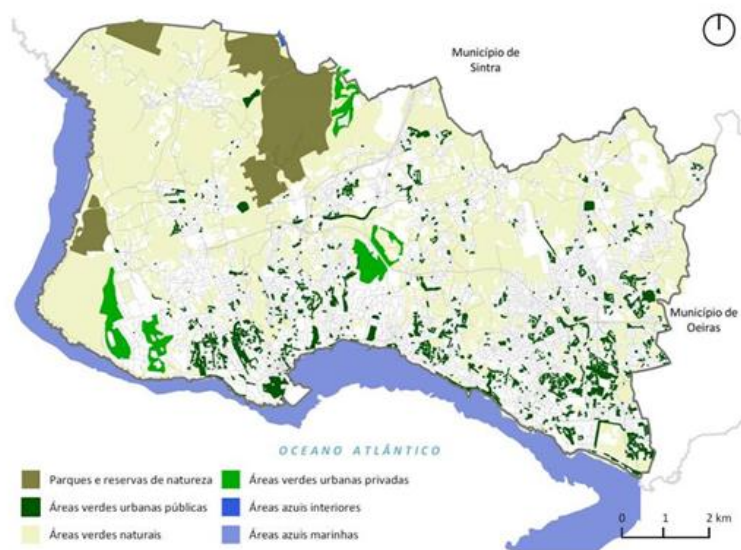 Município de
Sintra
Município de
Oeiras
OCEANO ATLÂNTICO
Parques e reservas de natureza
Áreas verdes urbanas privadas
Áreas verdes urbanas públicas
Áreas azuis interiores
Áreas verdes naturais
Áreas azuis marinhas
0 1 2 km